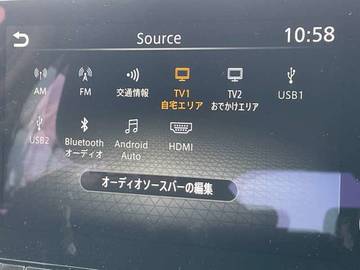 Source
10:58
AM
FM
交通情報
TV1
自宅エリア
TV2
おでかけエリア
USB1
USB2
Bluetooth
オーディオ
Android
Auto
HDMI
オーディオソースバーの編集